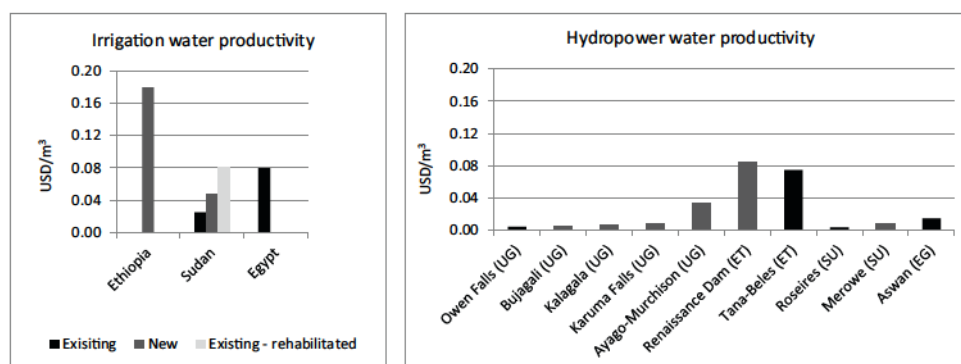 Irrigation water productivity
0.20
0.16
0.12
0.08
0.04
0.00
USD/m³
Ethiopia
Sudan
Egypt
Exisiting
New
Existing - rehabilitated
Hydropower water productivity
0.20
0.16
0.12
0.08
0.04
0.00
USD/m³
Owen Falls (UG)
Bujagali (UG)
Kalagala (UG)
Karuma Falls (UG)
Ayago-Murchison (UG)
Renaissance Dam (ET)
Tana-Beles (ET)
Roseires (SU)
Merowe (SU)
Aswan (EG)